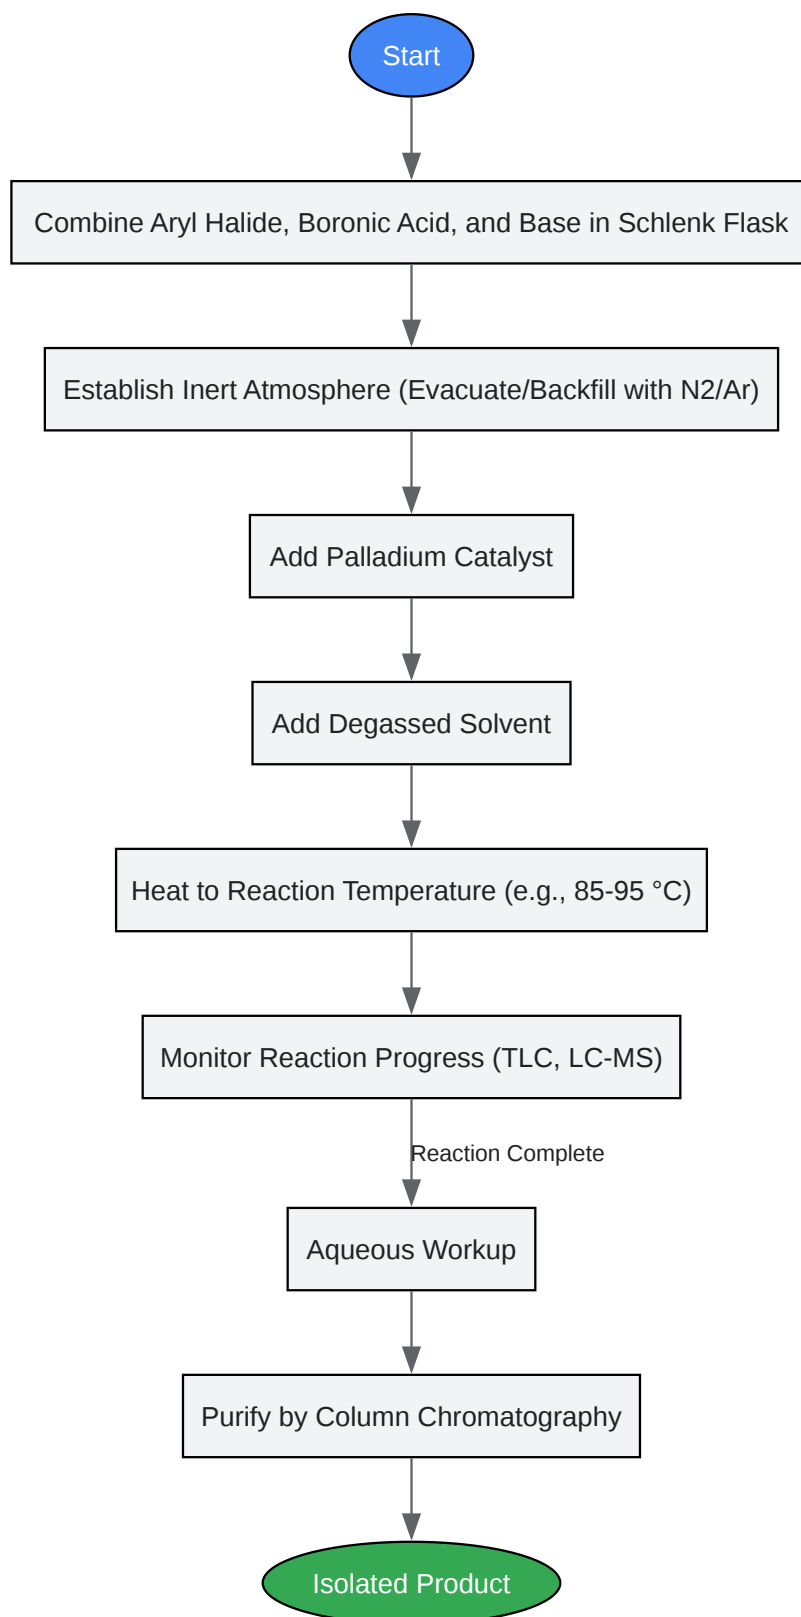 Start
Combine Aryl Halide, Boronic Acid, and Base in Schlenk Flask
Establish Inert Atmosphere (Evacuate/Backfill with N2/Ar)
Add Palladium Catalyst
Add Degassed Solvent
Heat to Reaction Temperature (e.g., 85-95 °C)
Monitor Reaction Progress (TLC, LC-MS)
Reaction Complete
Aqueous Workup
Purify by Column Chromatography
Isolated Product